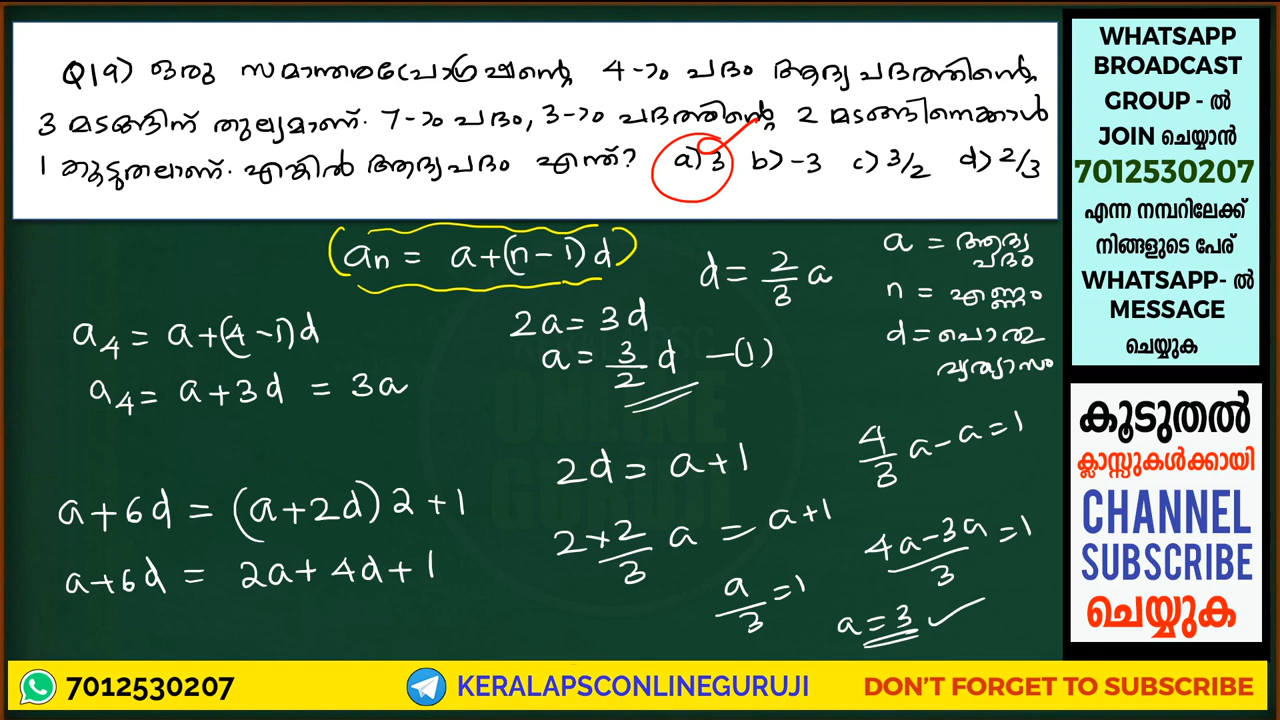 Q19) ഒരു സമാന്തരപ്രോഗ്രഷന്റെ 4-ാം പദം ആദ്യപദത്തിന്റെ
3 മടങ്ങിന് തുല്യമാണ്. 7-ാം പദം, 3-ാം പദത്തിന്റെ 2 മടങ്ങിനെക്കാൾ
1 കൂടുതലാണ്. എങ്കിൽ ആദ്യപദം എന്ത്? a) 3 b) -3 c) 3/2 d) 2/3
an = a+(n-1)d
a4 = a+(4-1)d
a4 = a+3d = 3a
a+6d = (a+2d)2+1
a+6d = 2a+4d+1
d = 2/3 a
2a = 3d
a = 3/2 d —(1)
2d = a+1
2×2/3 a = a+1
a/3 = 1
a = ആദ്യ
പദം
n = എണ്ണം
d = പൊതു
വ്യത്യാസം
4/3 a - a = 1
4a-3a/3 = 1
a = 3
WHATSAPP
BROADCAST
GROUP - ൽ
JOIN ചെയ്യാൻ
7012530207
എന്ന നമ്പറിലേക്ക്
നിങ്ങളുടെ പേര്
WHATSAPP- ൽ
MESSAGE
ചെയ്യുക
കൂടുതൽ
ക്ലാസ്സുകൾക്കായി
CHANNEL
SUBSCRIBE
ചെയ്യുക
7012530207
KERALAPSCONLINEGURUJI
DON'T FORGET TO SUBSCRIBE
ONLINE
GURUJI